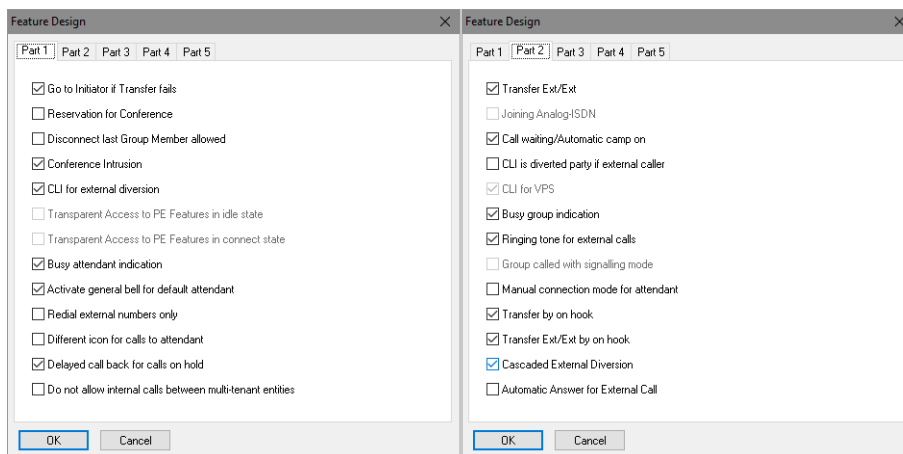 Feature Design
Part 1 Part 2 Part 3 Part 4 Part 5
Go to Initiator if Transfer fails
Reservation for Conference
Disconnect last Group Member allowed
Conference Intrusion
CLI for external diversion
Transparent Access to PE Features in idle state
Transparent Access to PE Features in connect state
Busy attendant indication
Activate general bell for default attendant
Redial external numbers only
Different icon for calls to attendant
Delayed call back for calls on hold
Do not allow internal calls between multi-tenant entities
OK Cancel
Feature Design
Part 1 Part 2 Part 3 Part 4 Part 5
Transfer Ext/Ext
Joining Analog-ISDN
Call waiting/Automatic camp on
CLI is diverted party if external caller
CLI for VPS
Busy group indication
Ringing tone for external calls
Group called with signalling mode
Manual connection mode for attendant
Transfer by on hook
Transfer Ext/Ext by on hook
Cascaded External Diversion
Automatic Answer for External Call
OK Cancel